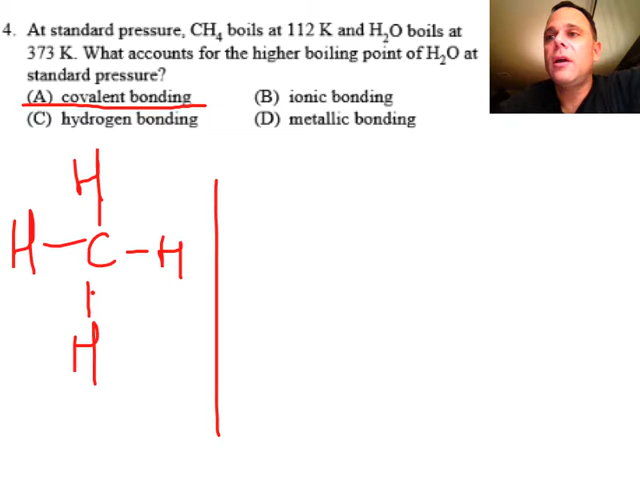 4. At standard pressure, CH₄ boils at 112 K and H₂O boils at
373 K. What accounts for the higher boiling point of H₂O at
standard pressure?
(A) covalent bonding (B) ionic bonding
(C) hydrogen bonding (D) metallic bonding
H
H C H
H